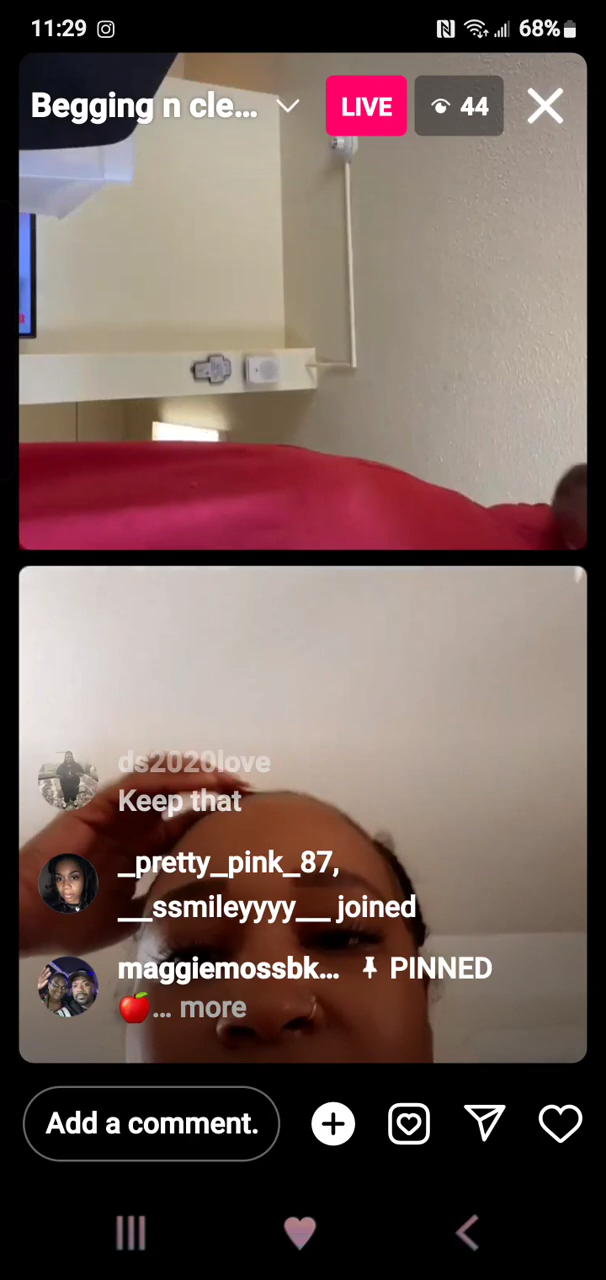 11:29
68%
Begging n cle...
LIVE
44
ds2020love
Keep that
_pretty_pink_87,
___ssmileyyyy___ joined
maggiemossbk... PINNED
🍎... more
Add a comment.